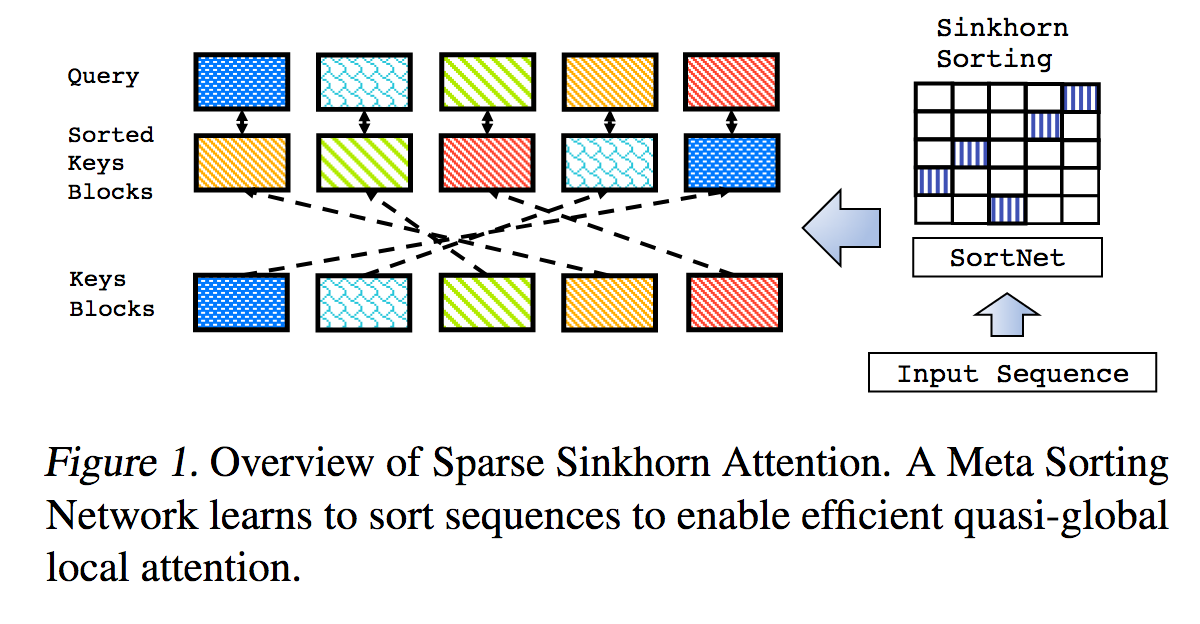 Query
Sorted
Keys
Blocks
Keys
Blocks
Sinkhorn
Sorting
SortNet
Input Sequence
Figure 1. Overview of Sparse Sinkhorn Attention. A Meta Sorting
Network learns to sort sequences to enable efficient quasi-global
local attention.